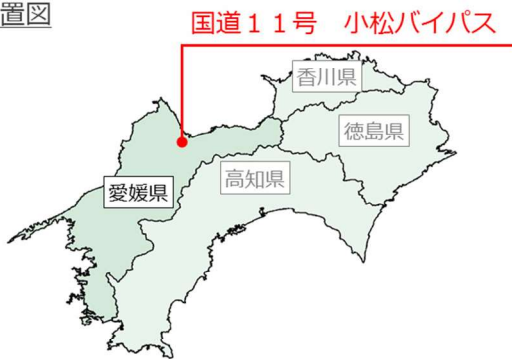 置図
国道１１号　小松バイパス
香川県
徳島県
高知県
愛媛県